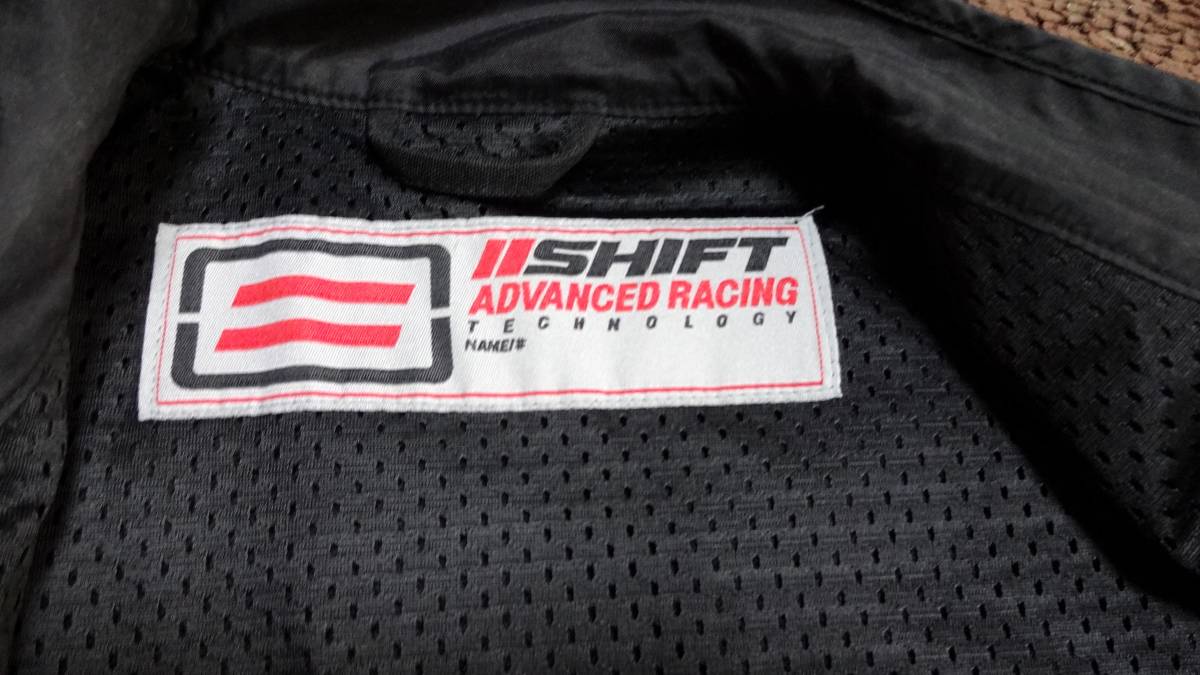 //SHIFT
ADVANCED RACING
TECHNOLOGY
NAME/#